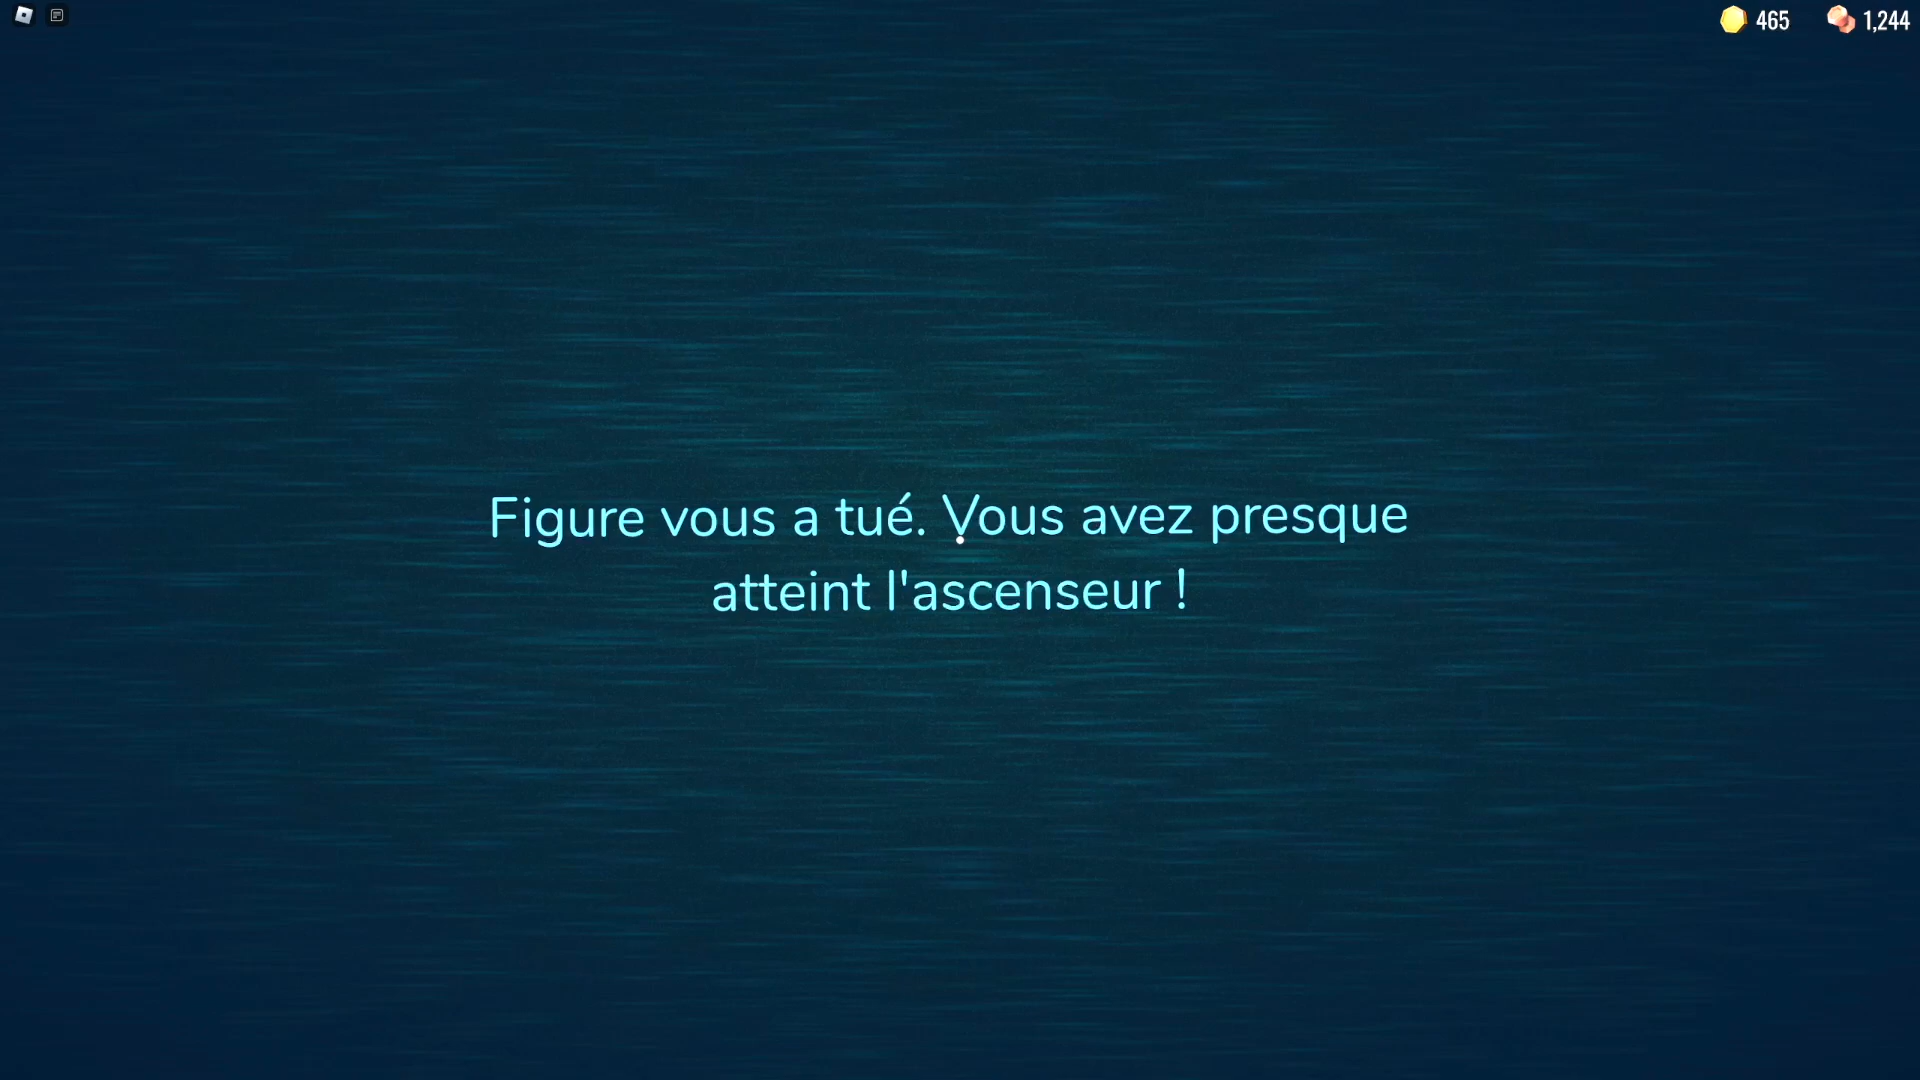 465 1,244
Figure vous a tué. Vous avez presque
atteint l'ascenseur !